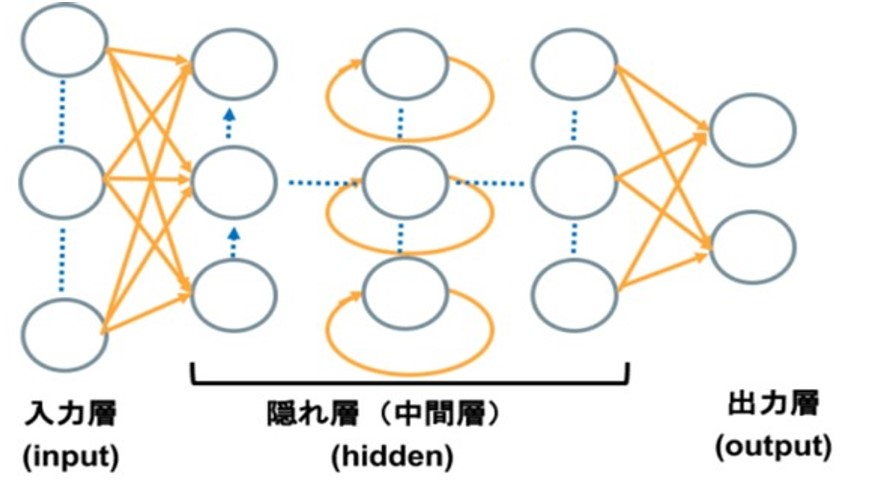 入力層
(input)
隠れ層（中間層）
(hidden)
出力層
(output)